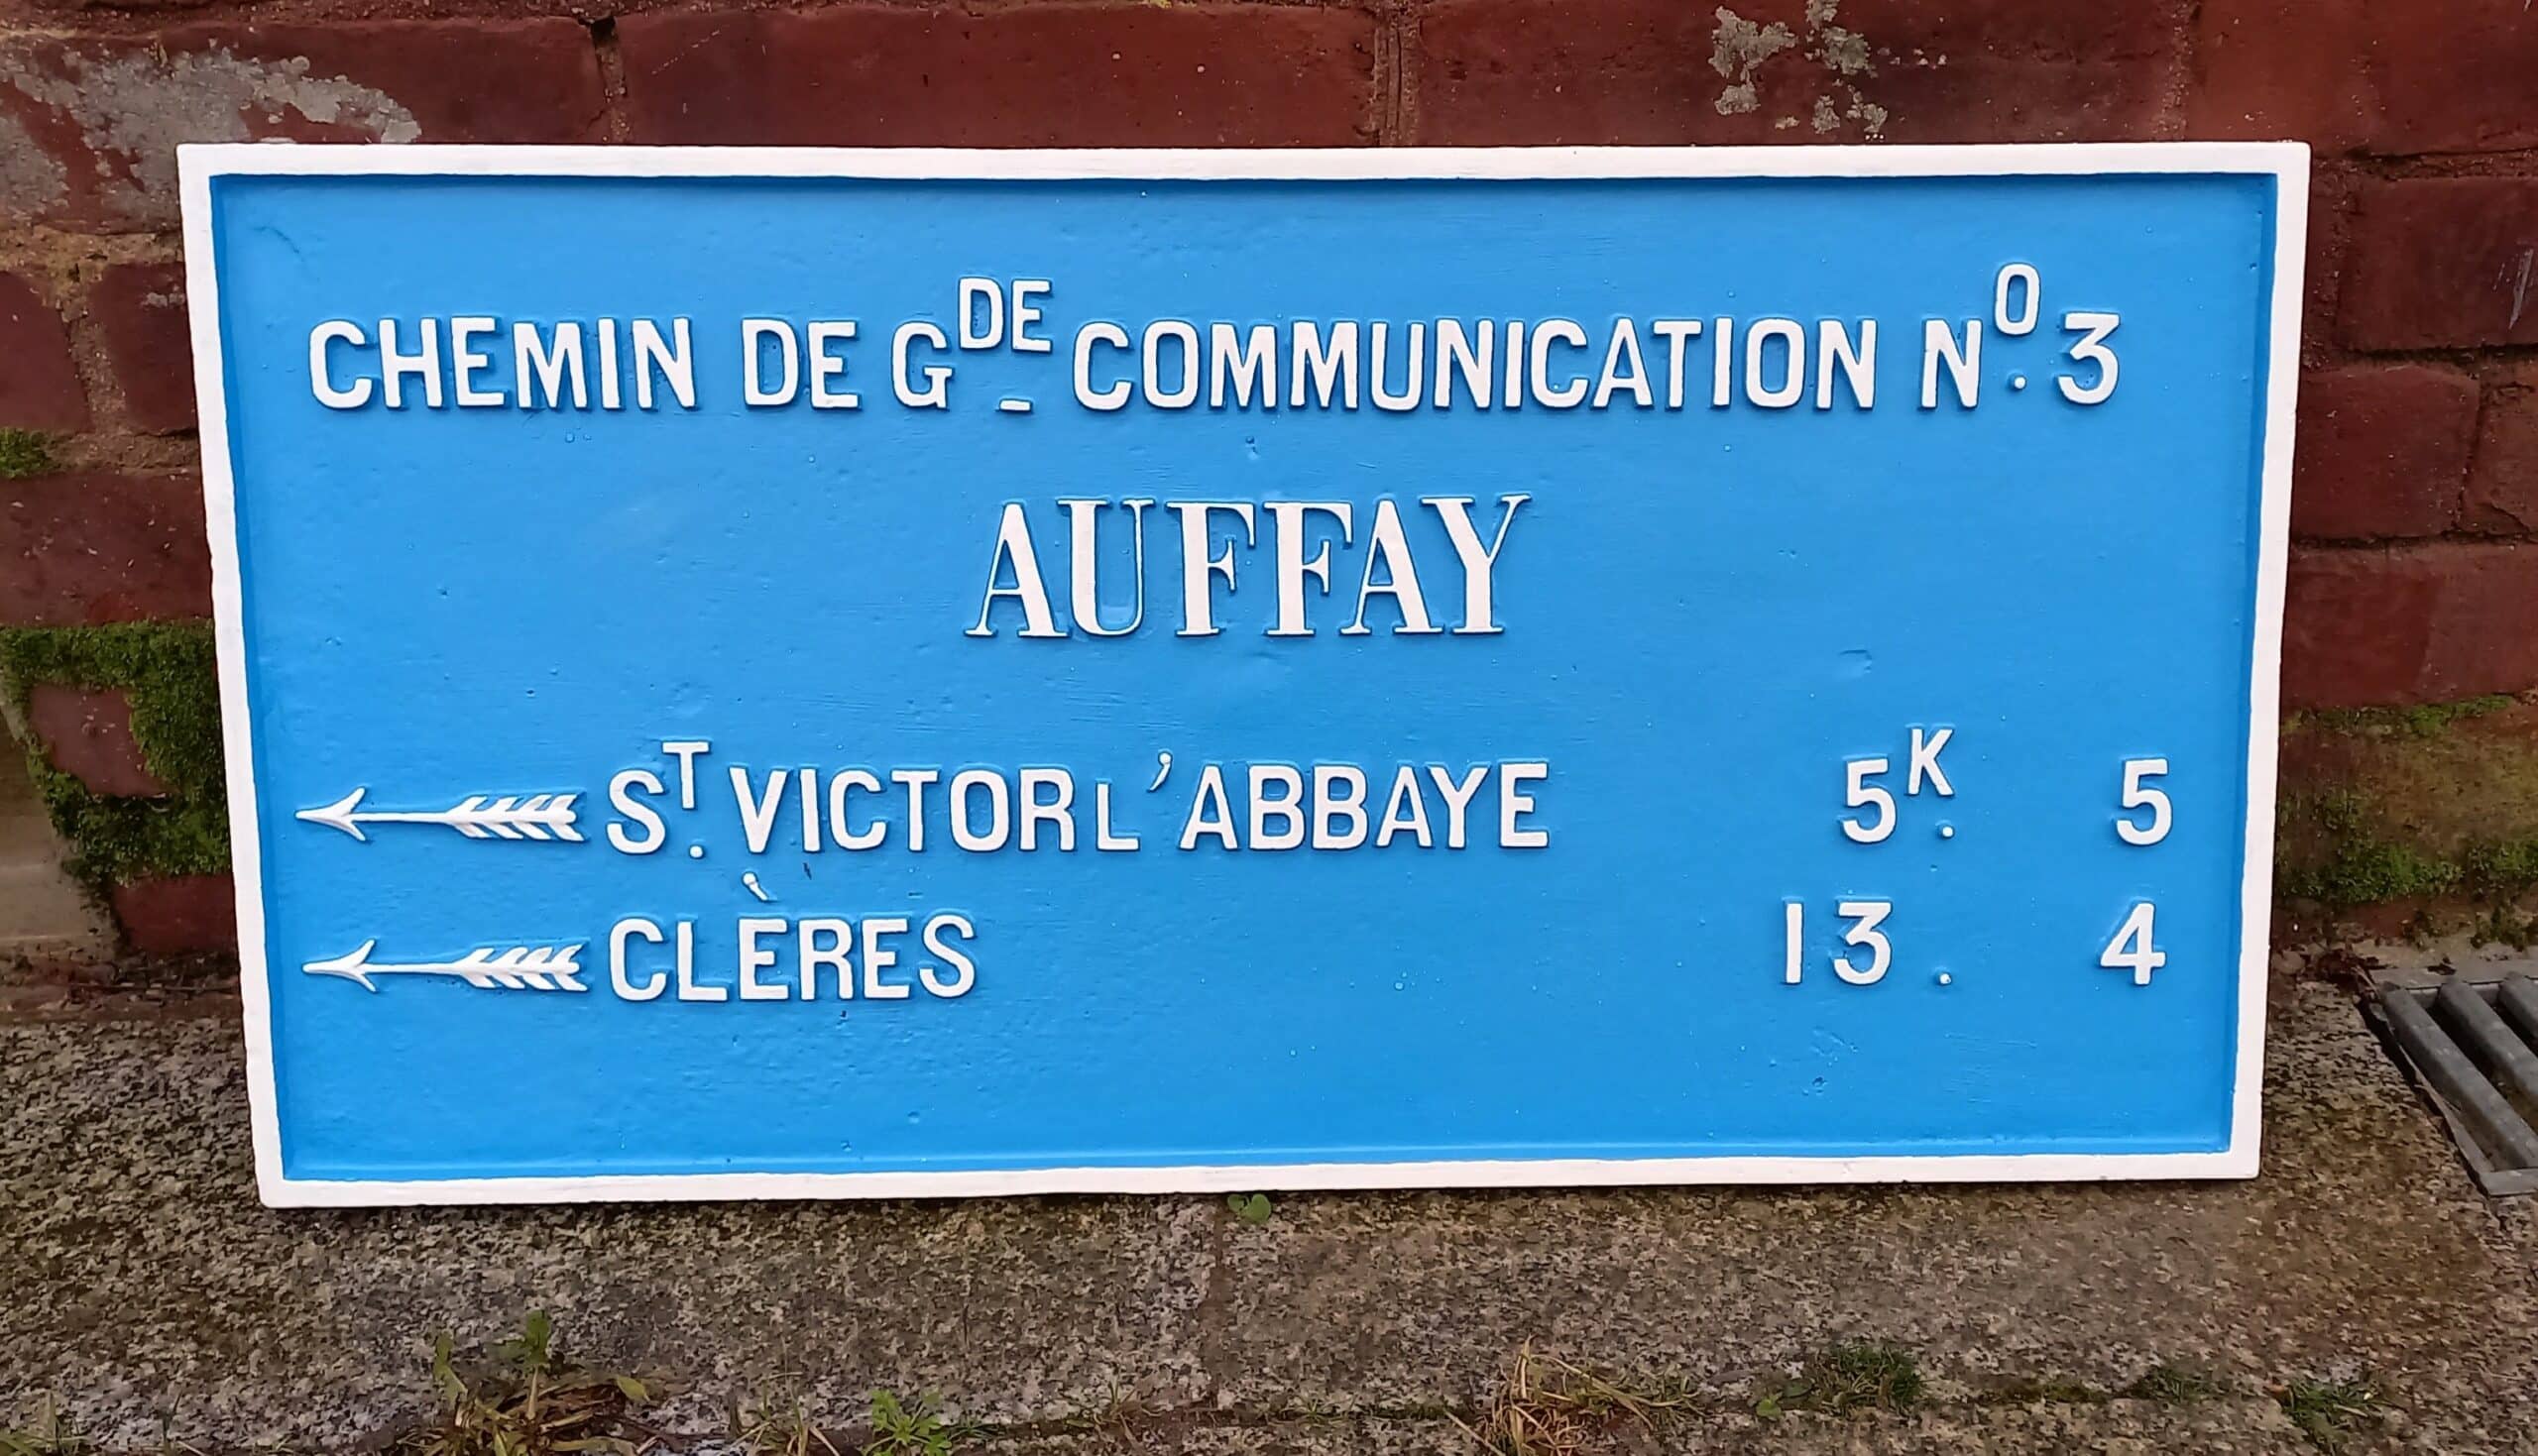 CHEMIN DE GDE COMMUNICATION NO. 3
AUFFAY
ST. VICTOR L'ABBAYE 5K. 5
CLÈRES 13. 4